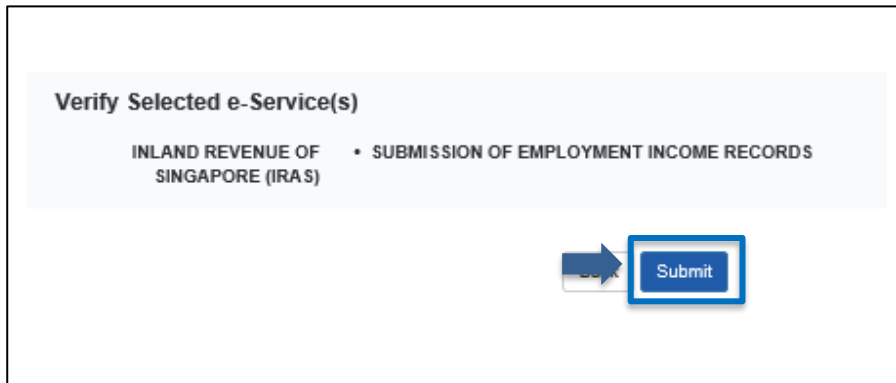 Verify Selected e-Service(s)
INLAND REVENUE OF
SINGAPORE (IRAS)
• SUBMISSION OF EMPLOYMENT INCOME RECORDS
Submit